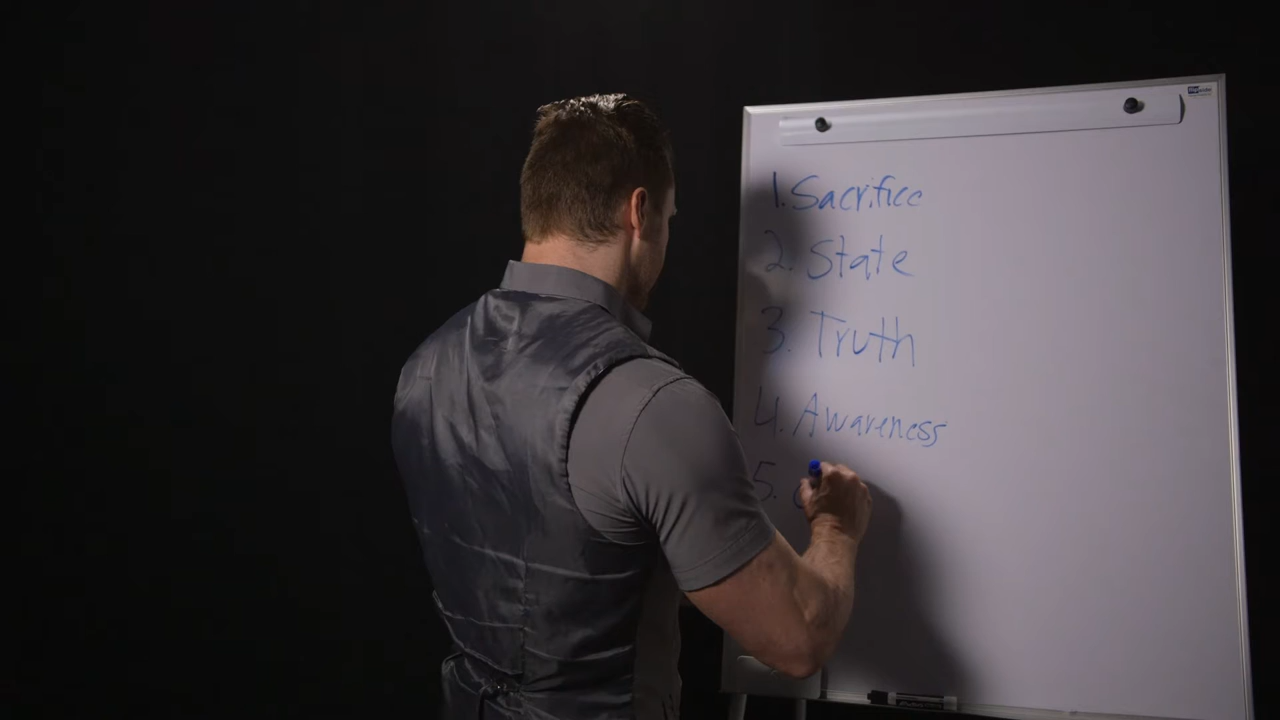 1. Sacrifice
2. State
3. Truth
4. Awareness
5.